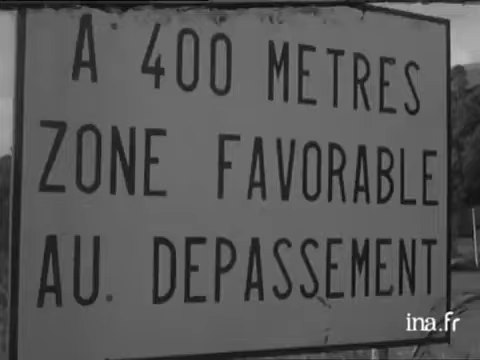 A 400 METRES
ZONE FAVORABLE
AU. DEPASSEMENT
ina.fr